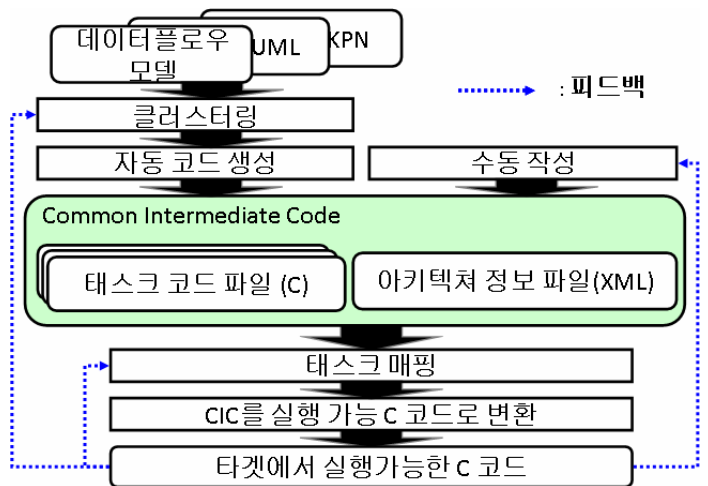 데이터플로우
모델
UML
KPN
: 피드백
클러스터링
자동 코드 생성
수동 작성
Common Intermediate Code
태스크 코드 파일 (C)
아키텍쳐 정보 파일(XML)
태스크 매핑
CIC를 실행 가능 C 코드로 변환
타겟에서 실행가능한 C 코드